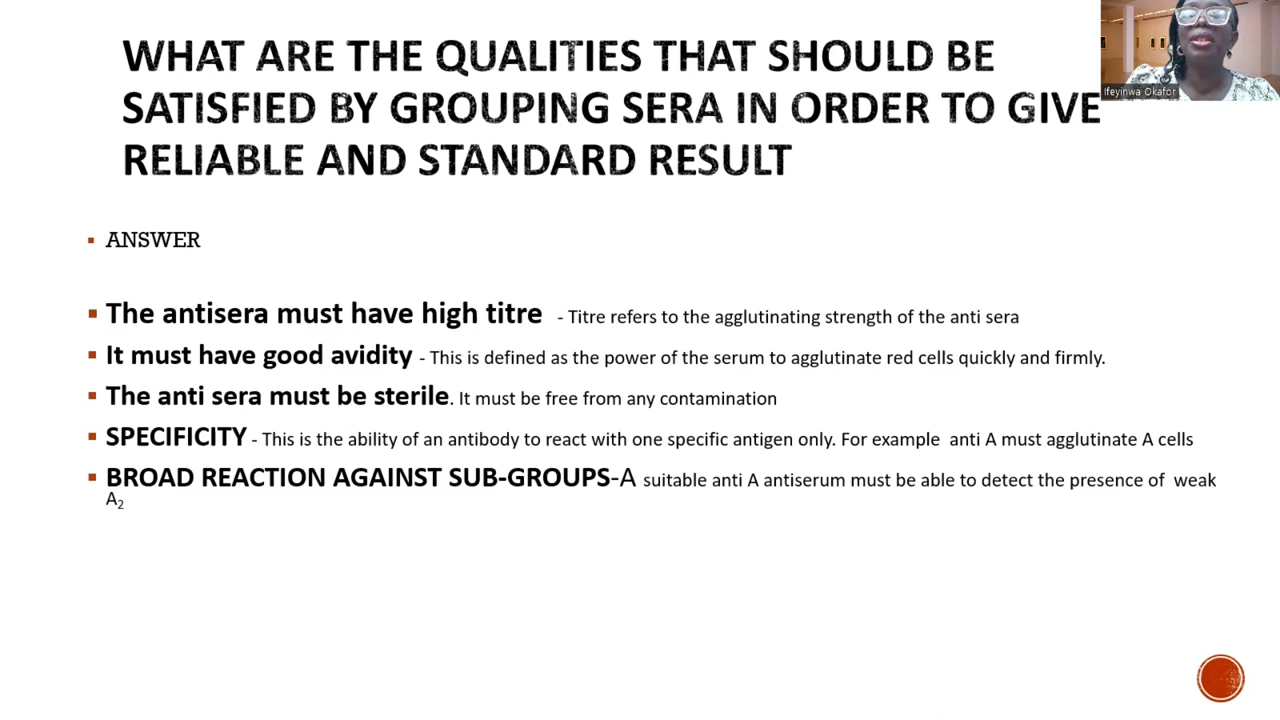 WHAT ARE THE QUALITIES THAT SHOULD BE
SATISFIED BY GROUPING SERA IN ORDER TO GIVE
RELIABLE AND STANDARD RESULT
Ifeyinwa Okafor
▪ ANSWER
▪ The antisera must have high titre - Titre refers to the agglutinating strength of the anti sera
▪ It must have good avidity - This is defined as the power of the serum to agglutinate red cells quickly and firmly.
▪ The anti sera must be sterile. It must be free from any contamination
▪ SPECIFICITY - This is the ability of an antibody to react with one specific antigen only. For example anti A must agglutinate A cells
▪ BROAD REACTION AGAINST SUB-GROUPS-A suitable anti A antiserum must be able to detect the presence of weak
A₂